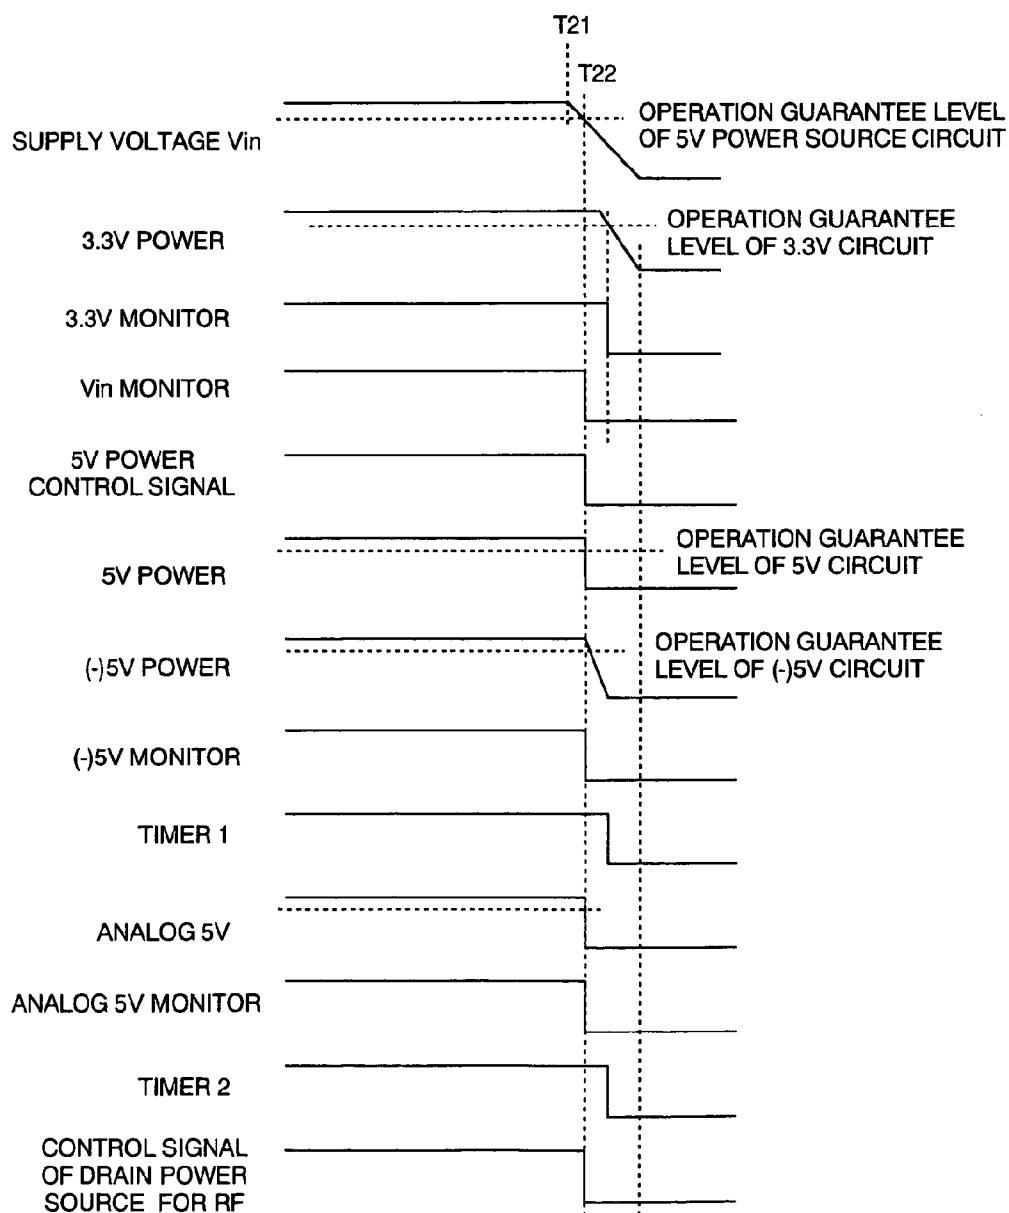 T21
T22
SUPPLY VOLTAGE Vin
OPERATION GUARANTEE LEVEL
OF 5V POWER SOURCE CIRCUIT
3.3V POWER
OPERATION GUARANTEE
LEVEL OF 3.3V CIRCUIT
3.3V MONITOR
Vin MONITOR
5V POWER
CONTROL SIGNAL
5V POWER
OPERATION GUARANTEE
LEVEL OF 5V CIRCUIT
(-)5V POWER
OPERATION GUARANTEE
LEVEL OF (-)5V CIRCUIT
(-)5V MONITOR
TIMER 1
ANALOG 5V
ANALOG 5V MONITOR
TIMER 2
CONTROL SIGNAL
OF DRAIN POWER
SOURCE FOR RF